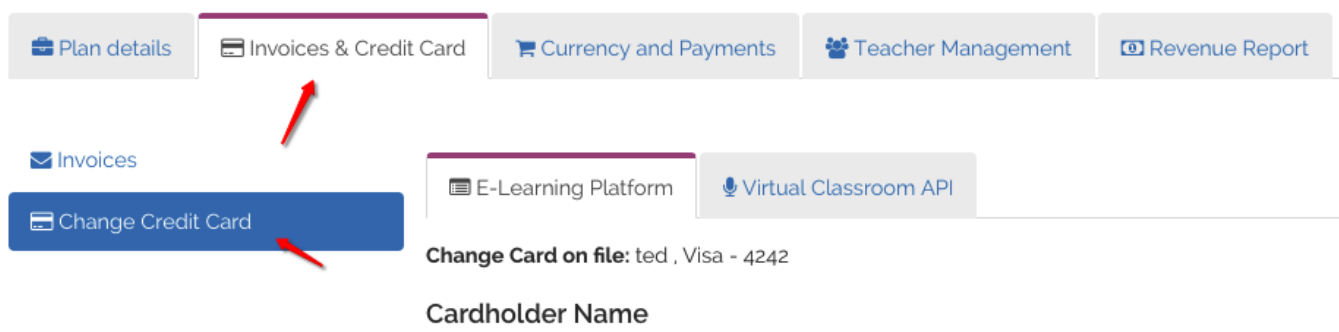 Plan details
Invoices & Credit Card
Currency and Payments
Teacher Management
Revenue Report
Invoices
Change Credit Card
E-Learning Platform
Virtual Classroom API
Change Card on file: ted , Visa - 4242
Cardholder Name